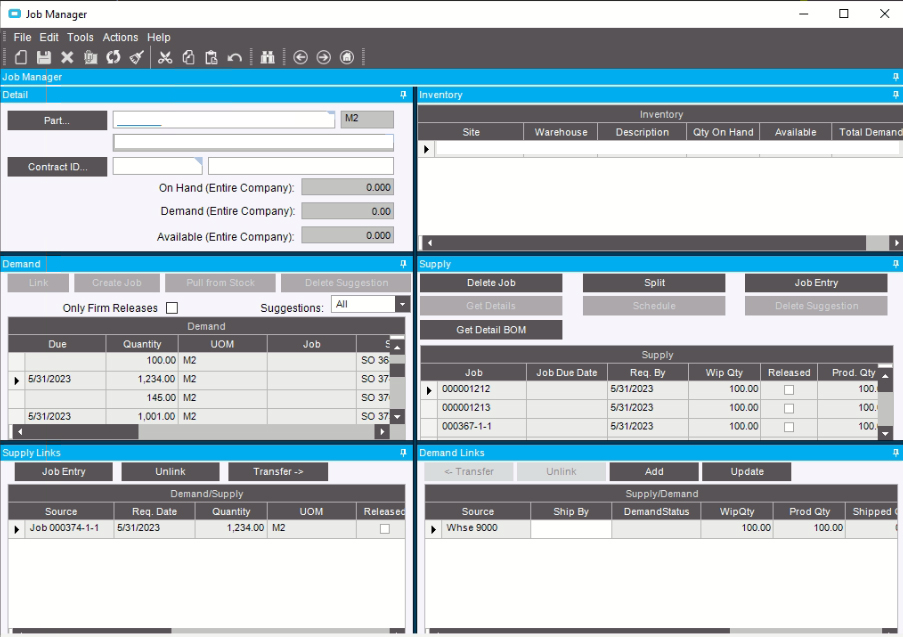 Job Manager
File Edit Tools Actions Help
Job Manager
Detail
Part... M2
Contract ID...
On Hand (Entire Company): 0.000
Demand (Entire Company): 0.00
Available (Entire Company): 0.000
Inventory
Inventory
Site Warehouse Description Qty On Hand Available Total Demand
Demand
Link Create Job Pull from Stock Delete Suggestion
Only Firm Releases Suggestions: All
Demand
Due Quantity UOM Job S
100.00 M2 SO 36
5/31/2023 1,234.00 M2 SO 37
145.00 M2 SO 37
5/31/2023 1,001.00 M2 SO 37
Supply
Delete Job Split Job Entry
Get Details Schedule Delete Suggestion
Get Detail BOM
Supply
Job Job Due Date Req. By Wip Qty Released Prod. Qty
000001212 5/31/2023 100.00 100.
000001213 5/31/2023 100.00 100.
000367-1-1 5/31/2023 100.00 100.
Supply Links
Job Entry Unlink Transfer ->
Demand/Supply
Source Req. Date Quantity UOM Released
Job 000374-1-1 5/31/2023 1,234.00 M2
Demand Links
<- Transfer Unlink Add Update
Supply/Demand
Source Ship By DemandStatus WipQty Prod Qty Shipped
Whse 9000 100.00 100.00